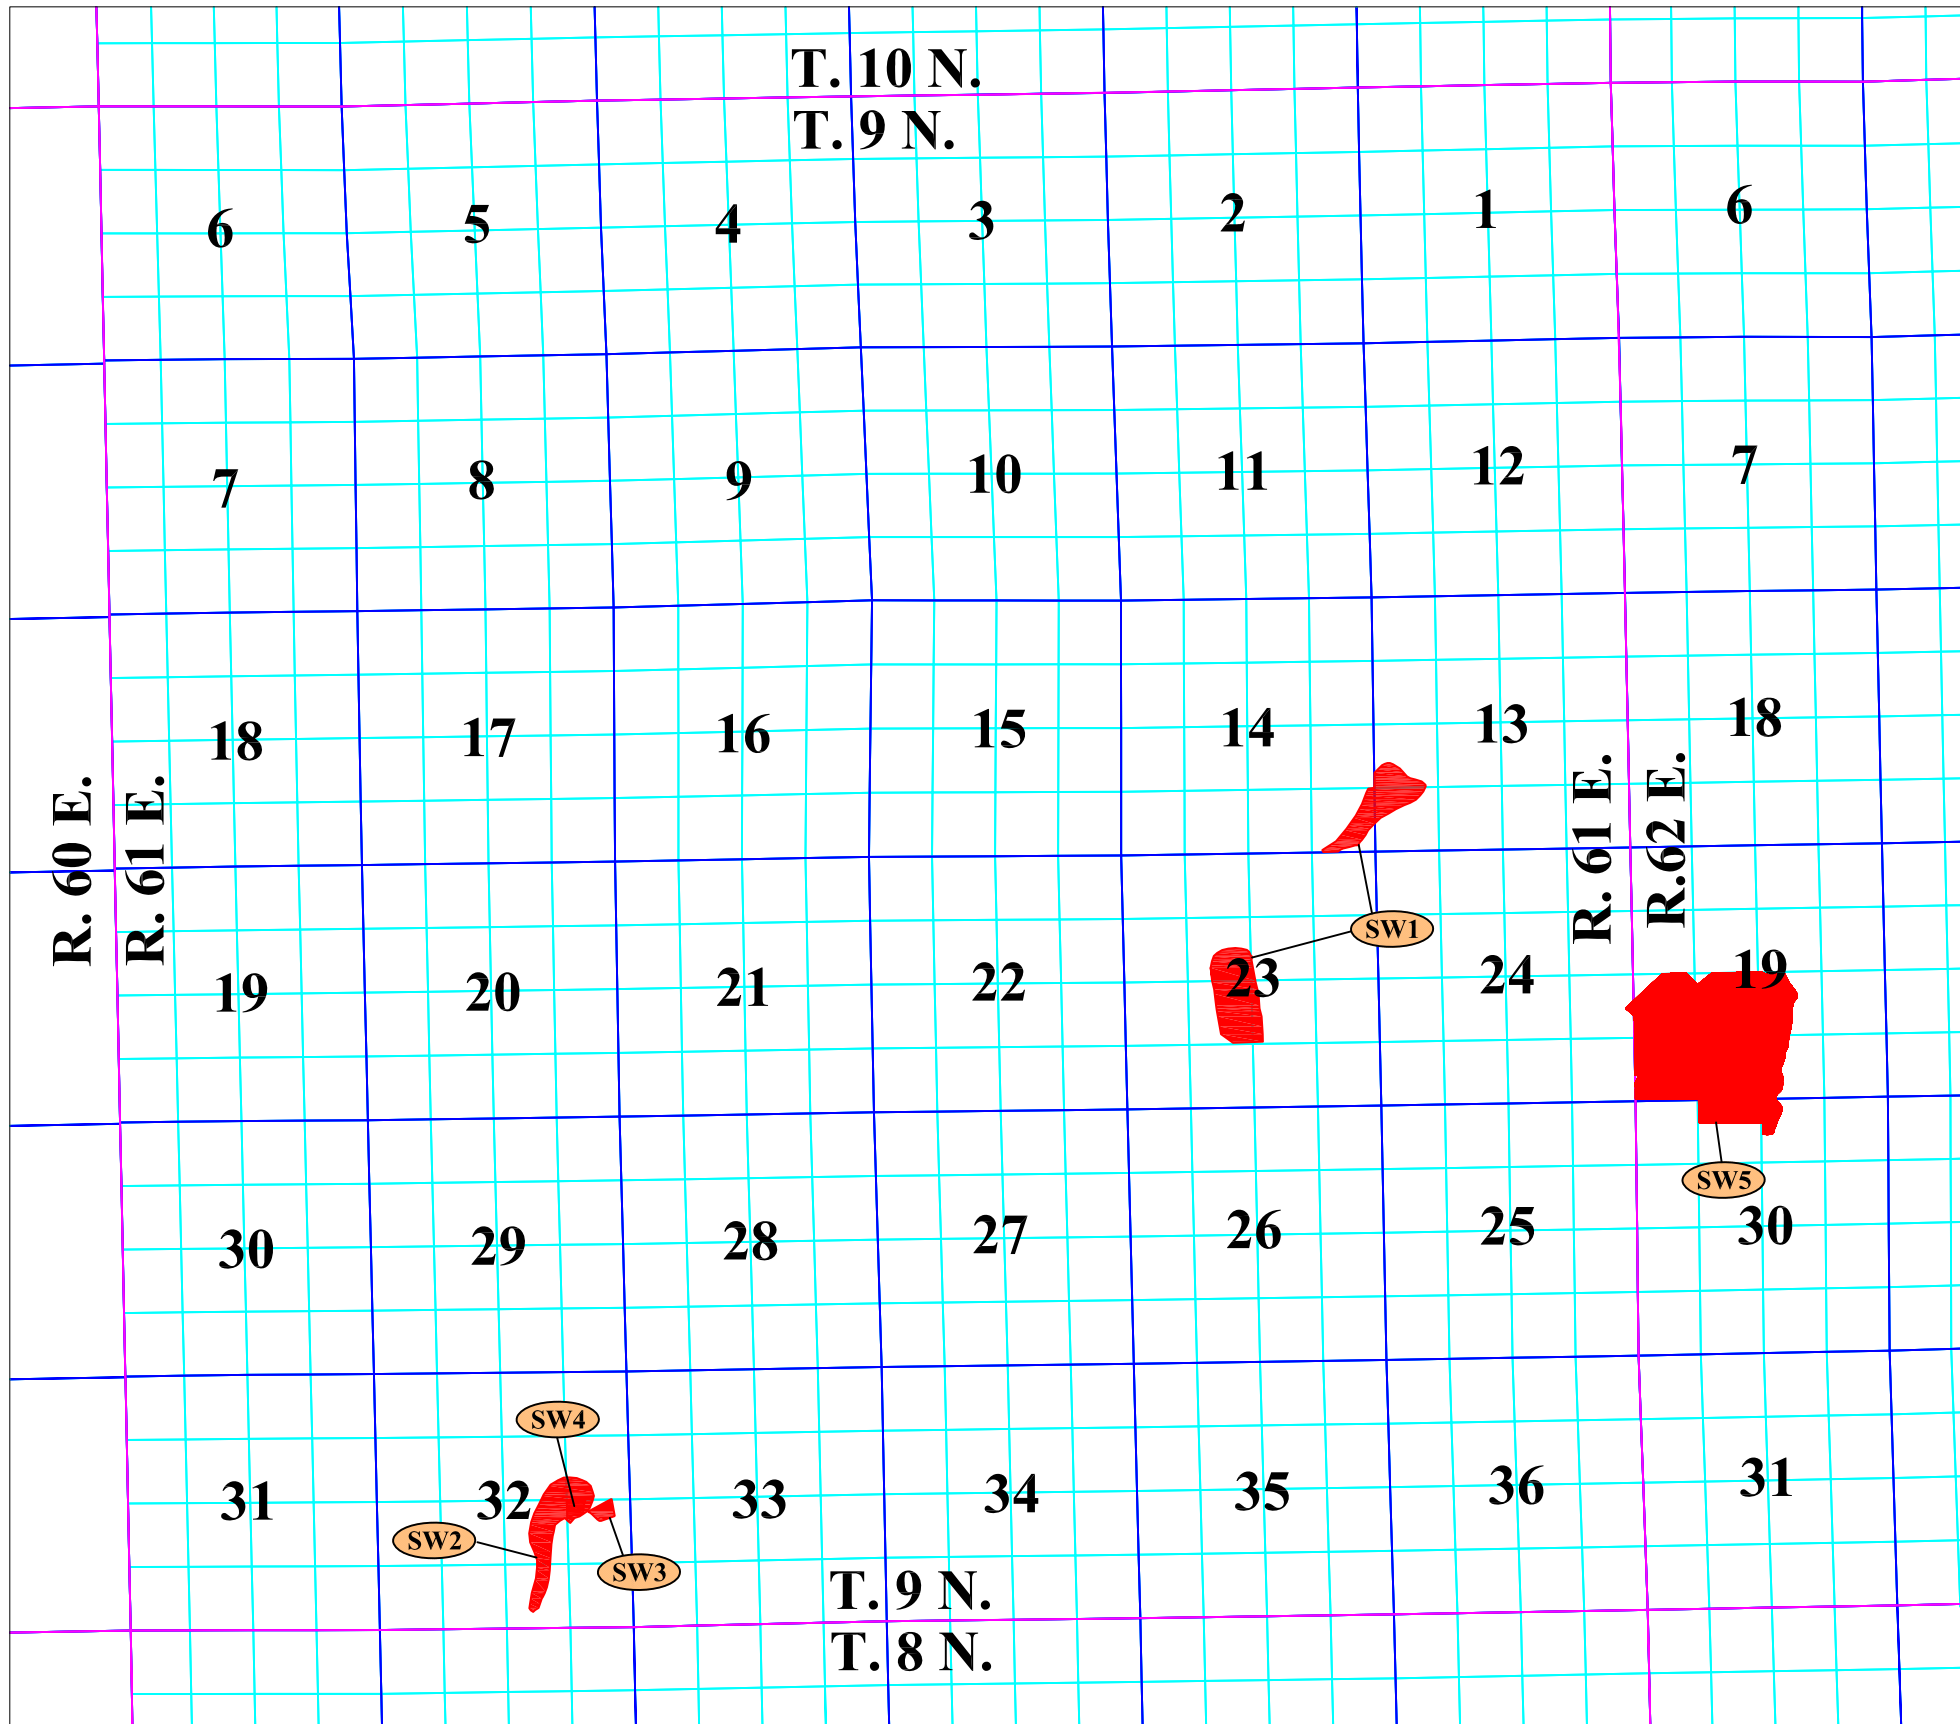 T. 10 N.
T. 9 N.
6 5 4 3 2 1 6
7 8 9 10 11 12 7
18 17 16 15 14 13 18
R. 60 E.
R. 61 E.
R. 61 E.
R.62 E.
SW1
19 20 21 22 23 24 19
SW5
30 29 28 27 26 25 30
SW4
31 32 33 34 35 36 31
SW2
SW3
T. 9 N.
T. 8 N.